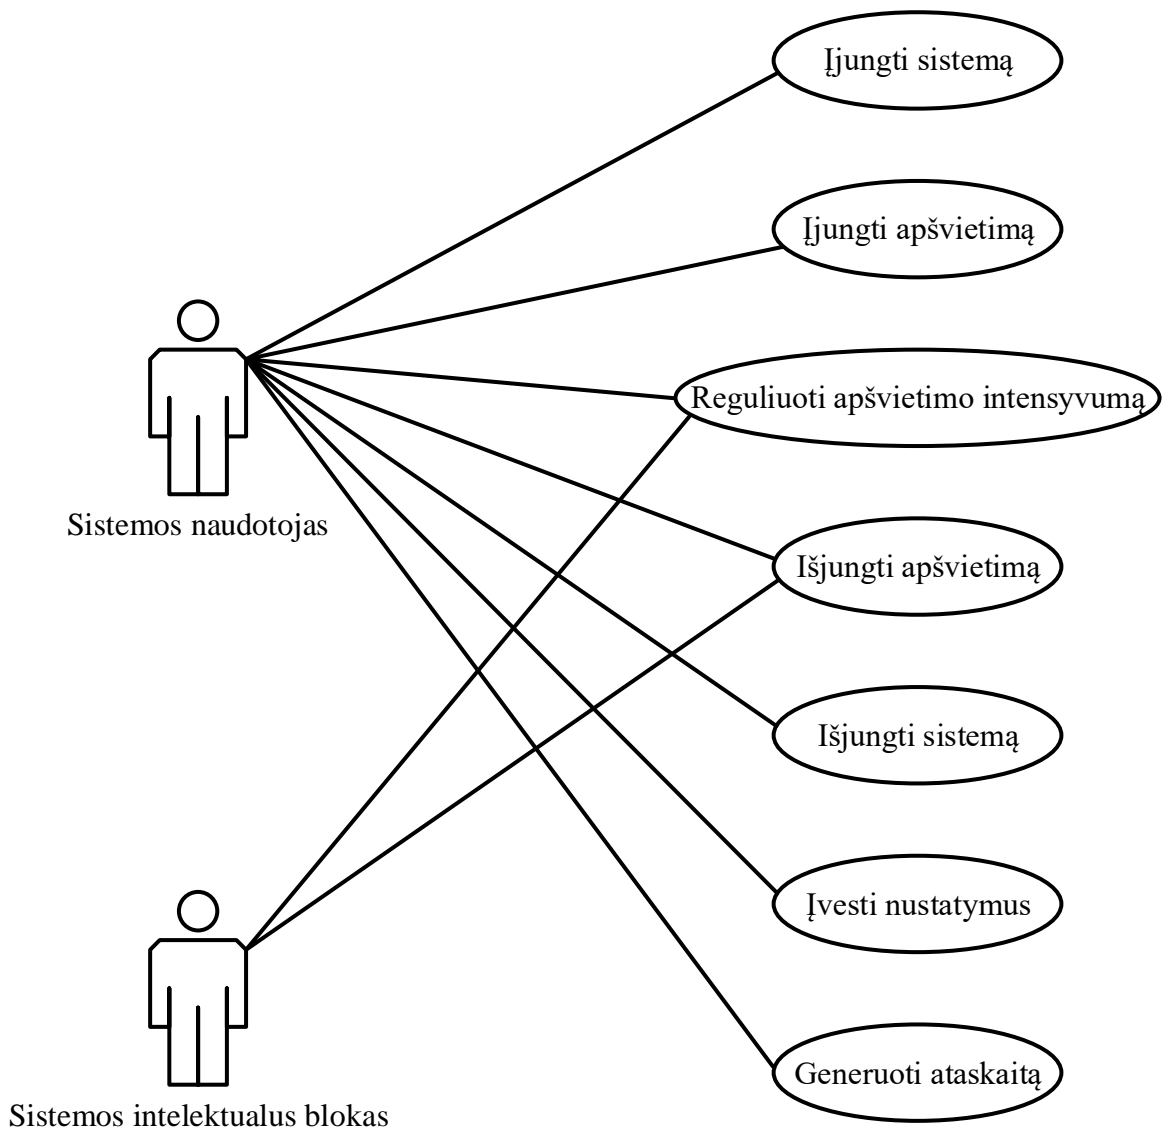 Įjungti sistemą
Įjungti apšvietimą
Reguliuoti apšvietimo intensyvumą
Sistemos naudotojas
Išjungti apšvietimą
Išjungti sistemą
Įvesti nustatymus
Generuoti ataskaitą
Sistemos intelektualus blokas